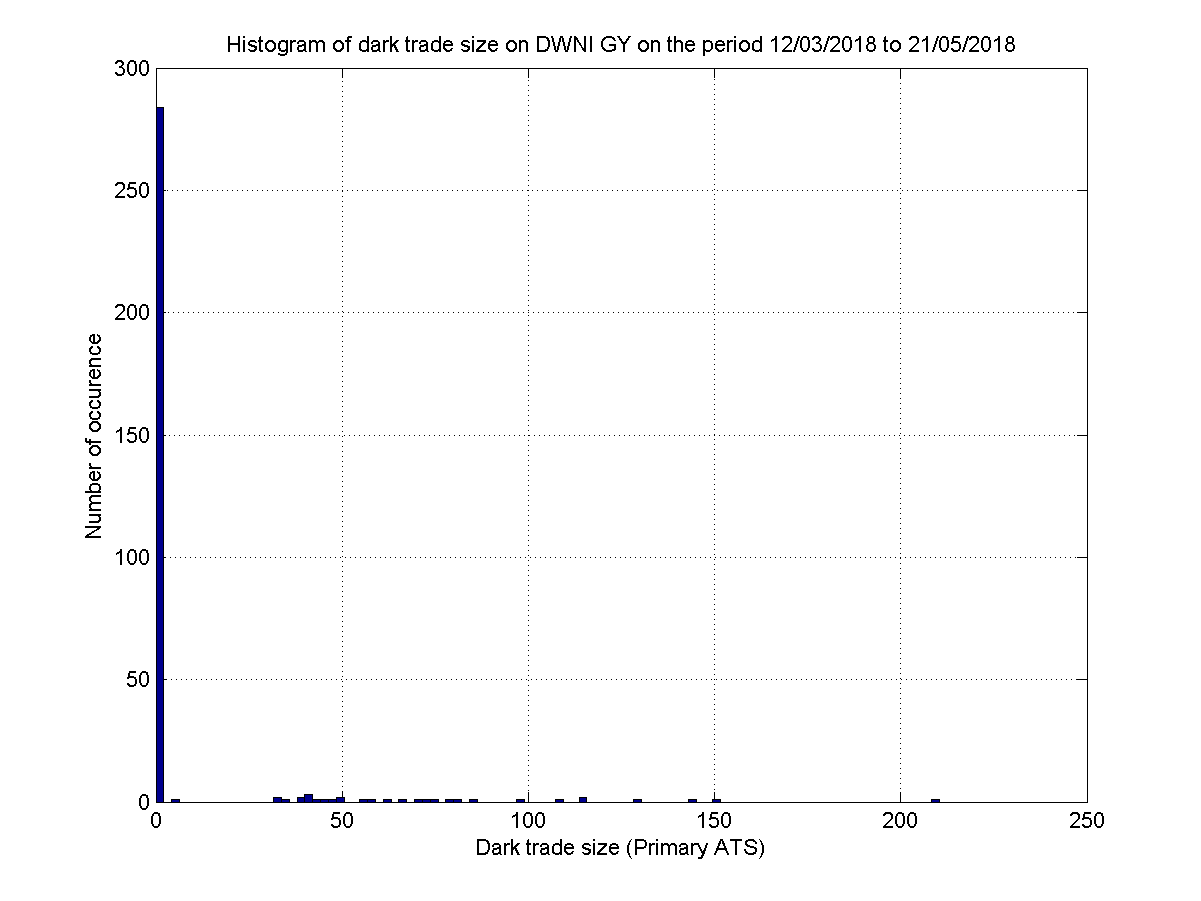 Histogram of dark trade size on DWNI GY on the period 12/03/2018 to 21/05/2018
300
250
200
150
100
50
0
Number of occurence
0 50 100 150 200 250
Dark trade size (Primary ATS)